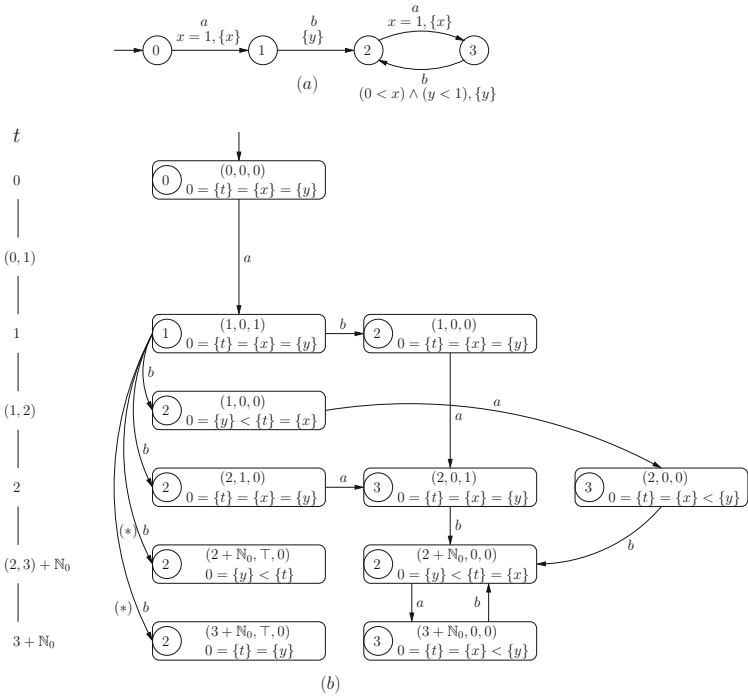 a
x = 1, {x}
b
{y}
a
x = 1, {x}
0
1
2
3
b
(0 < x) ∧ (y < 1), {y}
(a)
t
0
(0, 1)
1
(1, 2)
2
(2, 3) + ℕ₀
3 + ℕ₀
0
(0, 0, 0)
0 = {t} = {x} = {y}
a
1
(1, 0, 1)
0 = {t} = {x} = {y}
b
2
(1, 0, 0)
0 = {t} = {x} = {y}
b
2
(1, 0, 0)
0 = {y} < {t} = {x}
a
a
b
2
(2, 1, 0)
0 = {t} = {x} = {y}
a
3
(2, 0, 1)
0 = {t} = {x} = {y}
3
(2, 0, 0)
0 = {t} = {x} < {y}
(*) b
b
b
2
(2 + ℕ₀, ⊤, 0)
0 = {y} < {t}
2
(2 + ℕ₀, 0, 0)
0 = {y} < {t} = {x}
(*) b
a
b
2
(3 + ℕ₀, ⊤, 0)
0 = {t} = {y}
3
(3 + ℕ₀, 0, 0)
0 = {t} = {x} < {y}
(b)